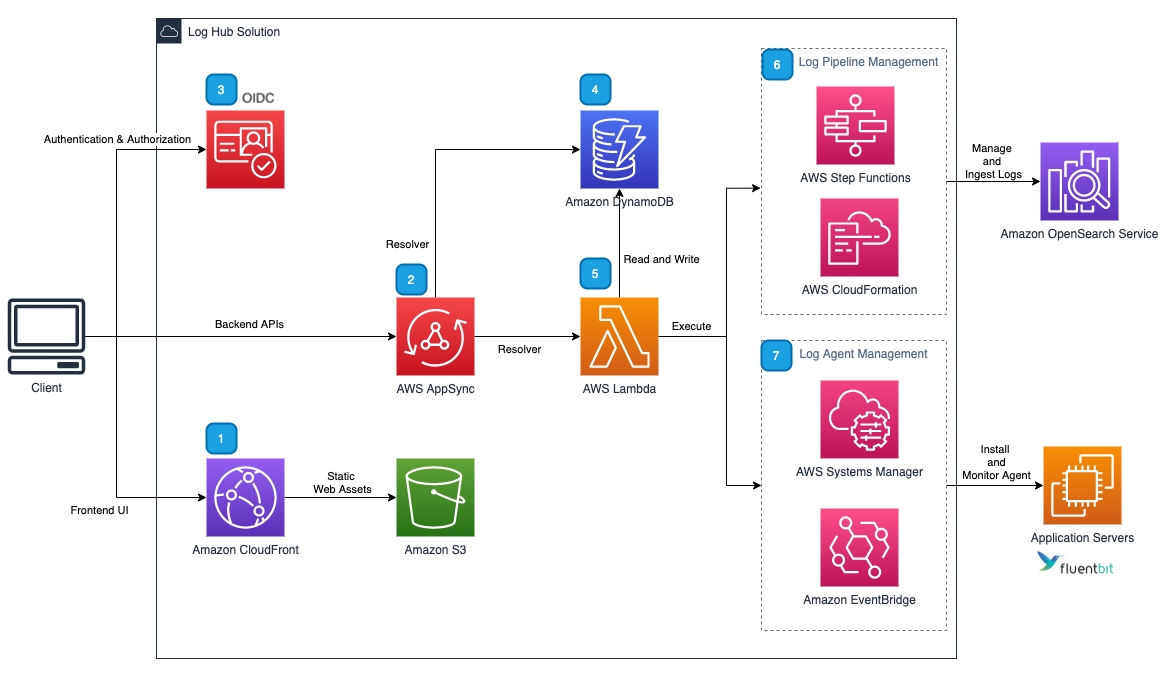 Log Hub Solution
3
OIDC
Authentication & Authorization
4
Amazon DynamoDB
6
Log Pipeline Management
AWS Step Functions
AWS CloudFormation
Manage
and
Ingest Logs
Amazon OpenSearch Service
Resolver
Read and Write
2
5
Client
Backend APIs
AWS AppSync
Resolver
AWS Lambda
Execute
7
Log Agent Management
AWS Systems Manager
Amazon EventBridge
Install
and
Monitor Agent
Application Servers
fluentbit
1
Frontend UI
Amazon CloudFront
Static
Web Assets
Amazon S3